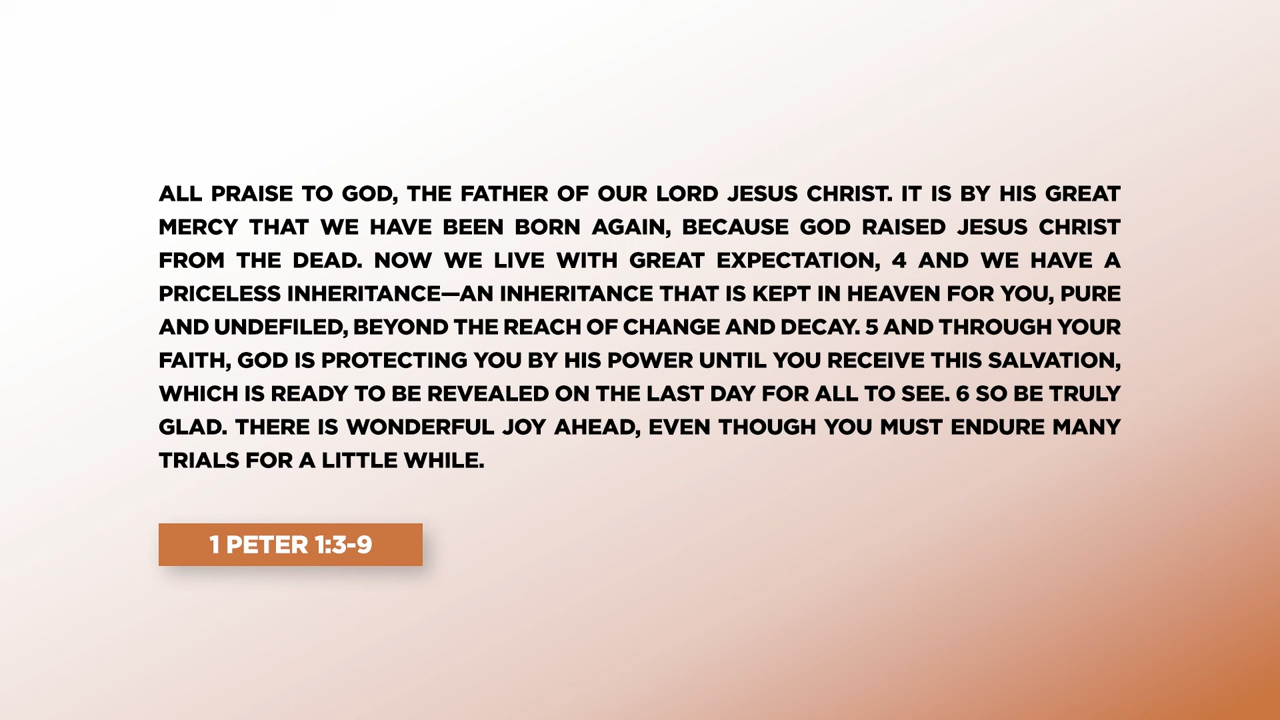 ALL PRAISE TO GOD, THE FATHER OF OUR LORD JESUS CHRIST. IT IS BY HIS GREAT
MERCY THAT WE HAVE BEEN BORN AGAIN, BECAUSE GOD RAISED JESUS CHRIST
FROM THE DEAD. NOW WE LIVE WITH GREAT EXPECTATION, 4 AND WE HAVE A
PRICELESS INHERITANCE—AN INHERITANCE THAT IS KEPT IN HEAVEN FOR YOU, PURE
AND UNDEFILED, BEYOND THE REACH OF CHANGE AND DECAY. 5 AND THROUGH YOUR
FAITH, GOD IS PROTECTING YOU BY HIS POWER UNTIL YOU RECEIVE THIS SALVATION,
WHICH IS READY TO BE REVEALED ON THE LAST DAY FOR ALL TO SEE. 6 SO BE TRULY
GLAD. THERE IS WONDERFUL JOY AHEAD, EVEN THOUGH YOU MUST ENDURE MANY
TRIALS FOR A LITTLE WHILE.
1 PETER 1:3-9